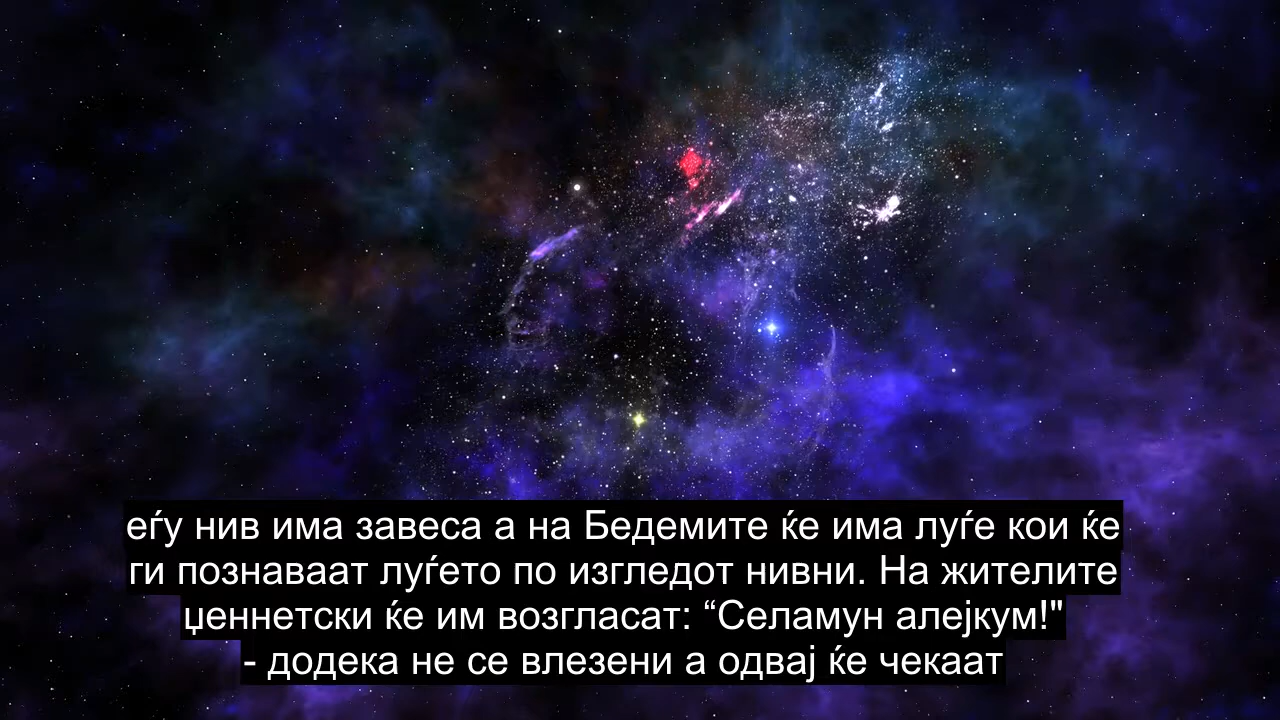 еѓу нив има завеса а на Бедемите ќе има луѓе кои ќе
ги познаваат луѓето по изгледот нивни. На жителите
џеннетски ќе им возгласат: “Селамун алејкум!"
- додека не се влезени а одвај ќе чекаат